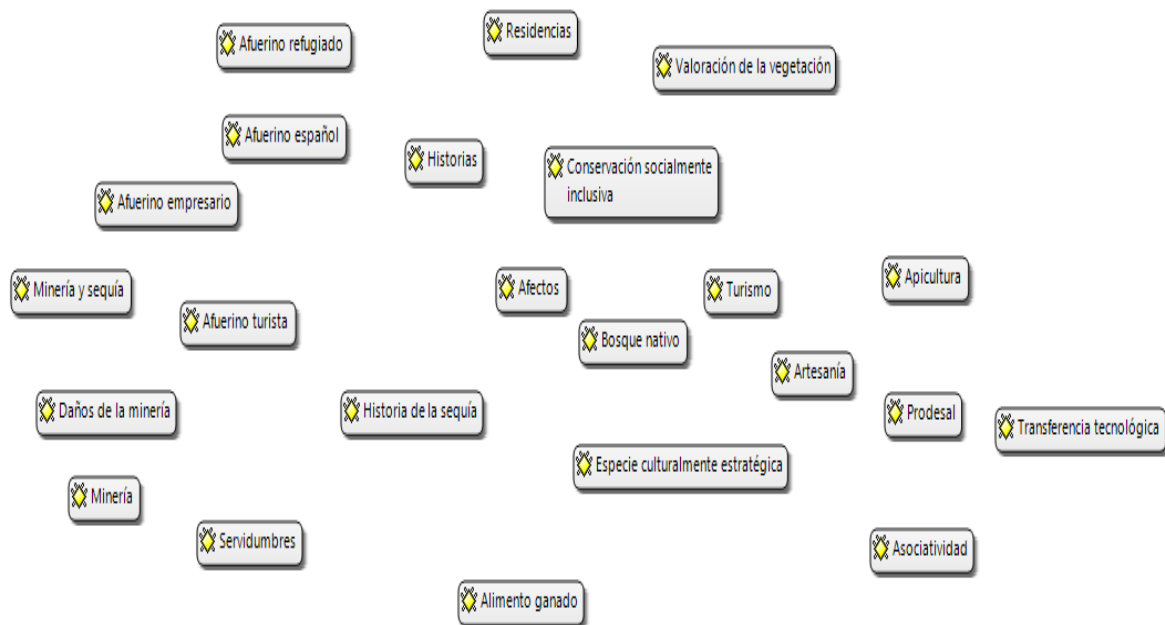 Residencias
Afuerino refugiado
Valoración de la vegetación
Afuerino español
Historias
Conservación socialmente
inclusiva
Afuerino empresario
Apicultura
Minería y sequía
Afectos
Turismo
Afuerino turista
Bosque nativo
Artesanía
Daños de la minería
Historia de la sequía
Prodesal
Transferencia tecnológica
Especie culturalmente estratégica
Minería
Servidumbres
Asociatividad
Alimento ganado